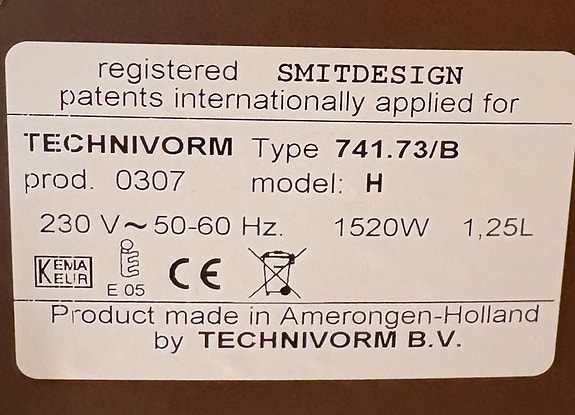 registered SMITDESIGN
patents internationally applied for
TECHNIVORM Type 741.73/B
prod. 0307 model: H
230 V~ 50-60 Hz. 1520W 1,25L
KEMA
KEUR
E 05
CE
Product made in Amerongen-Holland
by TECHNIVORM B.V.